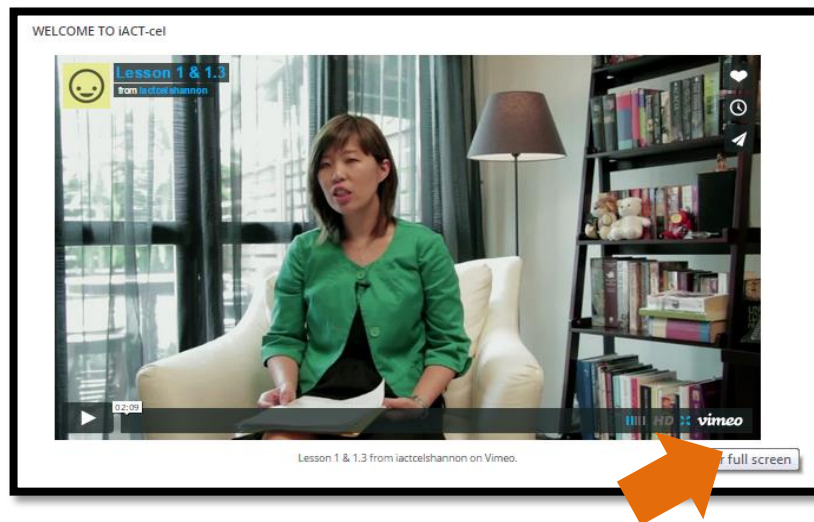 WELCOME TO iACT-cel
Lesson 1 & 1.3
from iactcelshannon
02:09
HD
vimeo
Lesson 1 & 1.3 from iactcelshannon on Vimeo.
full screen